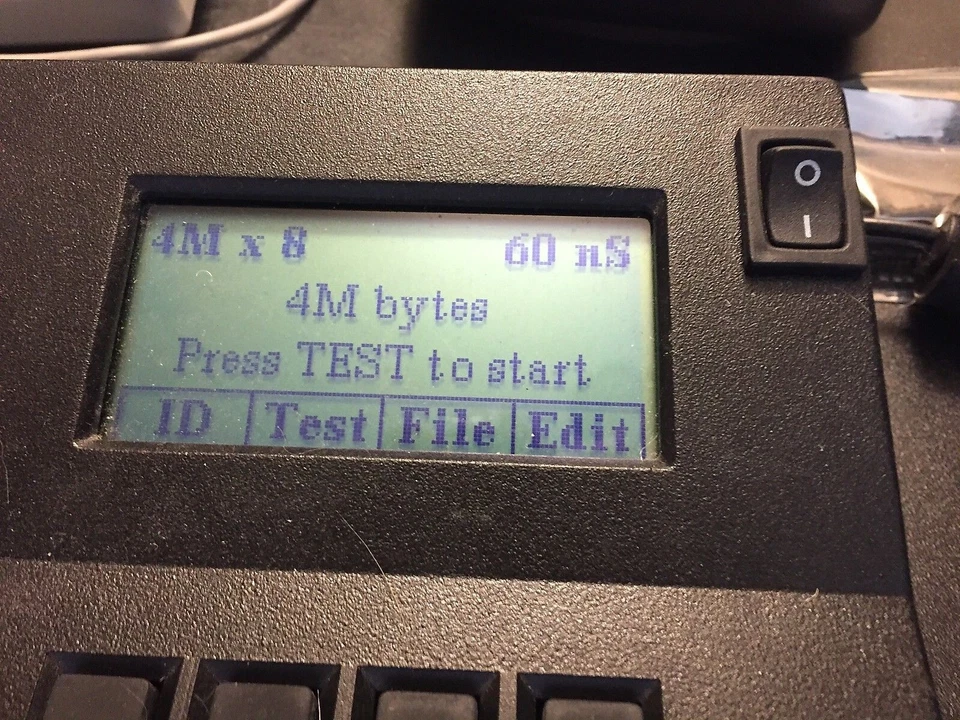 4M x 8 60 nS
4M bytes
Press TEST to start
ID Test File Edit
O
I